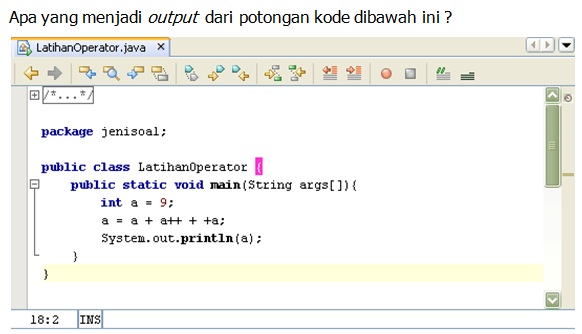 Apa yang menjadi output dari potongan kode dibawah ini ?
LatihanOperator.java
/*...*/
package jenisoal;
public class LatihanOperator {
public static void main(String args[]){
int a = 9;
a = a + a++ + +a;
System.out.println(a);
}
}
18:2 INS